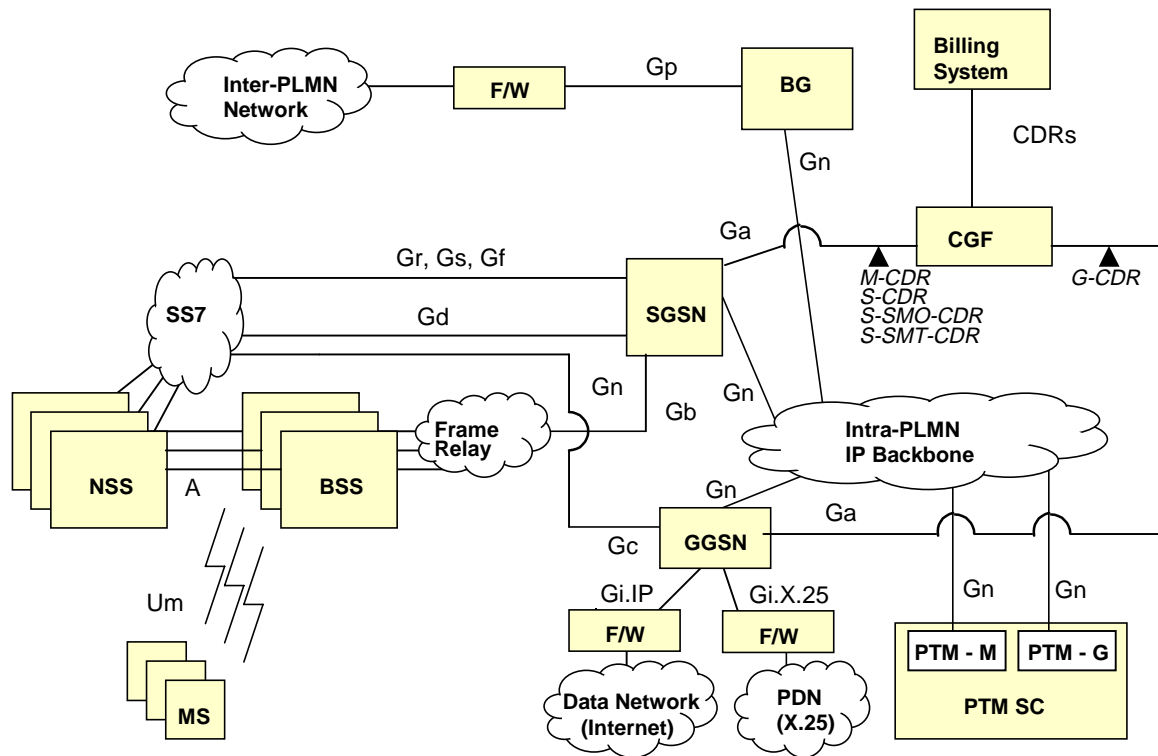 Billing
System
Inter-PLMN
Network
F/W
Gp
BG
CDRs
Gn
Ga
CGF
Gr, Gs, Gf
M-CDR
S-CDR
S-SMO-CDR
S-SMT-CDR
G-CDR
SS7
SGSN
Gd
Gn
Gn
Gb
Frame
Relay
Intra-PLMN
IP Backbone
NSS
A
BSS
Gn
Ga
GGSN
Gc
Gi.IP
Gi.X.25
Gn
Gn
Um
F/W
F/W
PTM - M
PTM - G
MS
Data Network
(Internet)
PDN
(X.25)
PTM SC